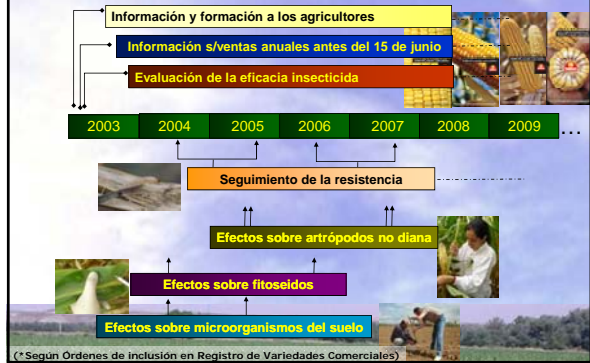 Información y formación a los agricultores
Información s/ventas anuales antes del 15 de junio
Evaluación de la eficacia insecticida
2003 2004 2005 2006 2007 2008 2009 ...
Seguimiento de la resistencia
Efectos sobre artrópodos no diana
Efectos sobre fitoseidos
Efectos sobre microorganismos del suelo
(*Según Órdenes de inclusión en Registro de Variedades Comerciales)